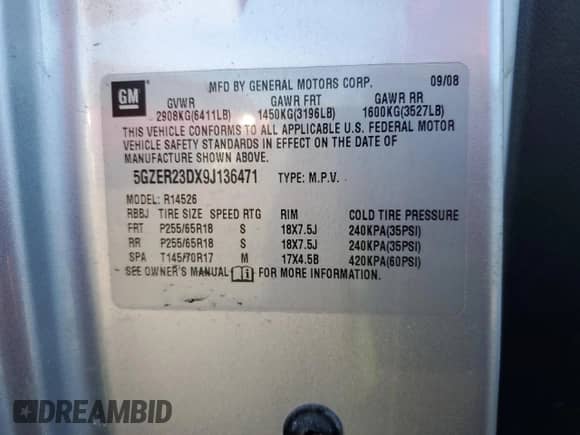 GM
MFD BY GENERAL MOTORS CORP. 09/08
GVWR GAWR FRT GAWR RR
2908KG(6411LB) 1450KG(3196LB) 1600KG(3527LB)
THIS VEHICLE CONFORMS TO ALL APPLICABLE U.S. FEDERAL MOTOR
VEHICLE SAFETY STANDARDS IN EFFECT ON THE DATE OF
MANUFACTURE SHOWN ABOVE.
5GZER23DX9J136471 TYPE: M.P.V.
MODEL: R14526
RBBJ TIRE SIZE SPEED RTG RIM COLD TIRE PRESSURE
FRT P255/65R18 S 18X7.5J 240KPA(35PSI)
RR P255/65R18 S 18X7.5J 240KPA(35PSI)
SPA T145/70R17 M 17X4.5B 420KPA(60PSI)
SEE OWNER'S MANUAL FOR MORE INFORMATION.
DREAMBID